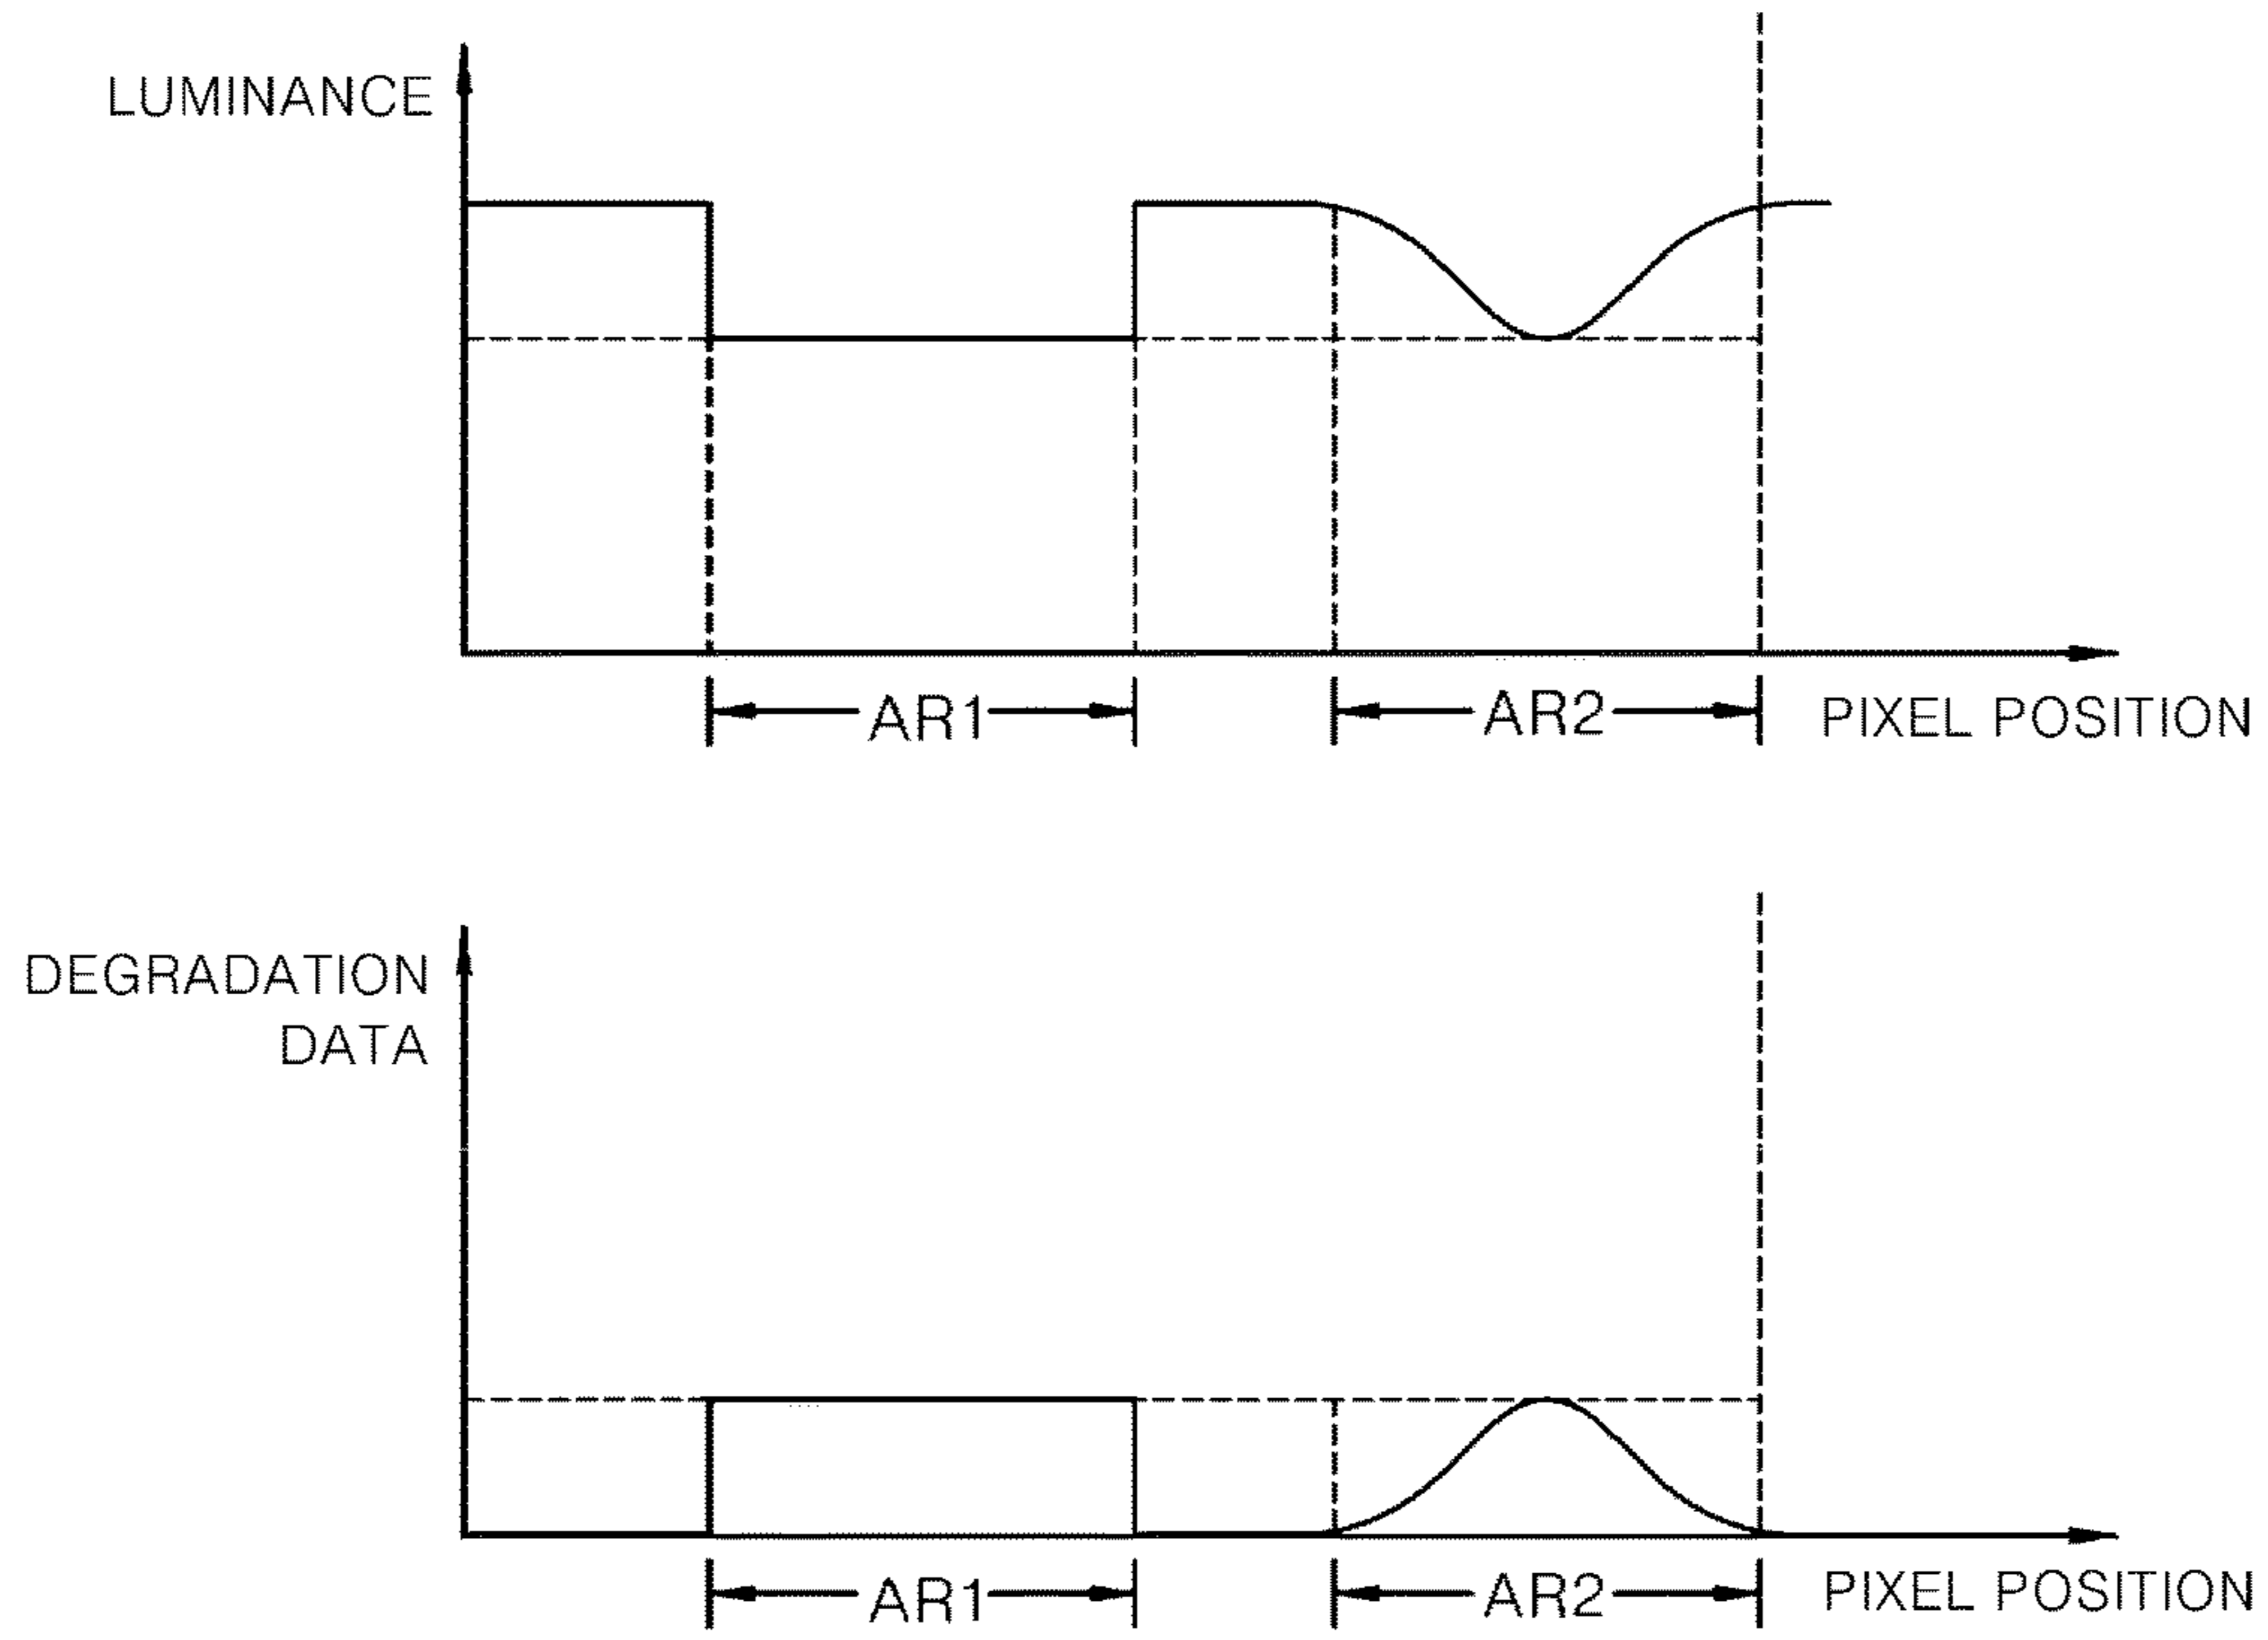 LUMINANCE
AR1
AR2
PIXEL POSITION
DEGRADATION
DATA
AR1
AR2
PIXEL POSITION